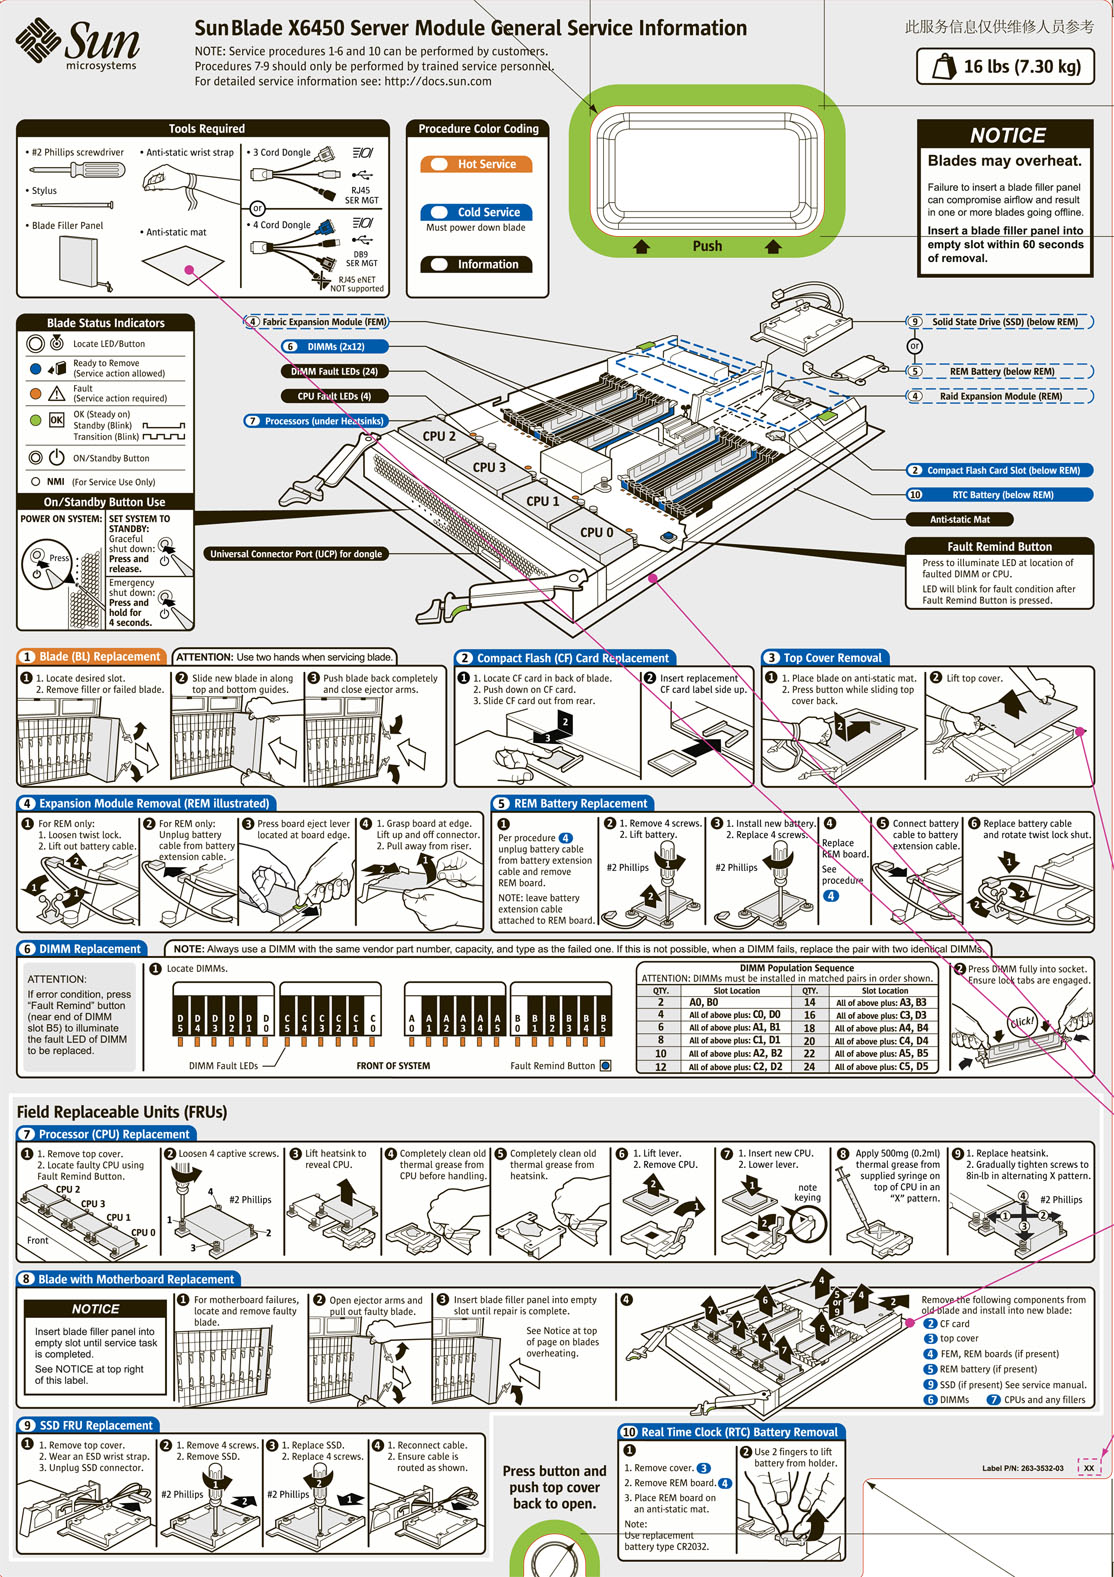 Sun
microsystems
Sun Blade X6450 Server Module General Service Information
NOTE: Service procedures 1-6 and 10 can be performed by customers.
Procedures 7-9 should only be performed by trained service personnel.
For detailed service information see: http://docs.sun.com
此服务信息仅供维修人员参考
16 lbs (7.30 kg)
Tools Required
• #2 Phillips screwdriver
• Stylus
• Blade Filler Panel
• Anti-static wrist strap
• Anti-static mat
• 3 Cord Dongle
RJ45
SER MGT
or
• 4 Cord Dongle
DB9
SER MGT
RJ45 eNET
NOT supported
Procedure Color Coding
Hot Service
Cold Service
Must power down blade
Information
Push
NOTICE
Blades may overheat.
Failure to insert a blade filler panel
can compromise airflow and result
in one or more blades going offline.
Insert a blade filler panel into
empty slot within 60 seconds
of removal.
Blade Status Indicators
Locate LED/Button
Ready to Remove
(Service action allowed)
Fault
(Service action required)
OK
OK (Steady on)
Standby (Blink)
Transition (Blink)
ON/Standby Button
NMI (For Service Use Only)
On/Standby Button Use
POWER ON SYSTEM:
Press
SET SYSTEM TO
STANDBY:
Graceful
shut down:
Press and
release.
Emergency
shut down:
Press and
hold for
4 seconds.
4 Fabric Expansion Module (FEM)
6 DIMMs (2x12)
DIMM Fault LEDs (24)
CPU Fault LEDs (4)
7 Processors (under Heatsinks)
CPU 2
CPU 3
CPU 1
CPU 0
Universal Connector Port (UCP) for dongle
9 Solid State Drive (SSD) (below REM)
or
5 REM Battery (below REM)
4 Raid Expansion Module (REM)
2 Compact Flash Card Slot (below REM)
10 RTC Battery (below REM)
Anti-static Mat
Fault Remind Button
Press to illuminate LED at location of
faulted DIMM or CPU.
LED will blink for fault condition after
Fault Remind Button is pressed.
1 Blade (BL) Replacement
ATTENTION: Use two hands when servicing blade.
1 1. Locate desired slot.
2. Remove filler or failed blade.
2 Slide new blade in along
top and bottom guides.
3 Push blade back completely
and close ejector arms.
2 Compact Flash (CF) Card Replacement
1 1. Locate CF card in back of blade.
2. Push down on CF card.
3. Slide CF card out from rear.
2
3
2 Insert replacement
CF card label side up.
3 Top Cover Removal
1 1. Place blade on anti-static mat.
2. Press button while sliding top
cover back.
2
2 Lift top cover.
4 Expansion Module Removal (REM illustrated)
1 For REM only:
1. Loosen twist lock.
2. Lift out battery cable.
2
1
1
2 For REM only:
Unplug battery
cable from battery
extension cable.
3 Press board eject lever
located at board edge.
4 1. Grasp board at edge.
Lift up and off connector.
2. Pull away from riser.
2
1
5 REM Battery Replacement
1
Per procedure 4
unplug battery cable
from battery extension
cable and remove
REM board.
NOTE: leave battery
extension cable
attached to REM board.
2 1. Remove 4 screws.
2. Lift battery.
#2 Phillips
1
2
3 1. Install new battery.
2. Replace 4 screws.
#2 Phillips
4
Replace
REM board.
See
procedure
4
5 Connect battery
cable to battery
extension cable.
6 Replace battery cable
and rotate twist lock shut.
1
2
2
6 DIMM Replacement
NOTE: Always use a DIMM with the same vendor part number, capacity, and type as the failed one. If this is not possible, when a DIMM fails, replace the pair with two identical DIMMs.
ATTENTION:
If error condition, press
"Fault Remind" button
(near end of DIMM
slot B5) to illuminate
the fault LED of DIMM
to be replaced.
1 Locate DIMMs.
D5 D4 D3 D2 D1 D0 C5 C4 C3 C2 C1 C0
A0 A1 A2 A3 A4 A5 B0 B1 B2 B3 B4 B5
DIMM Fault LEDs
FRONT OF SYSTEM
Fault Remind Button
DIMM Population Sequence
ATTENTION: DIMMs must be installed in matched pairs in order shown.
QTY. Slot Location QTY. Slot Location
2 A0, B0 14 All of above plus: A3, B3
4 All of above plus: C0, D0 16 All of above plus: C3, D3
6 All of above plus: A1, B1 18 All of above plus: A4, B4
8 All of above plus: C1, D1 20 All of above plus: C4, D4
10 All of above plus: A2, B2 22 All of above plus: A5, B5
12 All of above plus: C2, D2 24 All of above plus: C5, D5
2 Press DIMM fully into socket.
Ensure lock tabs are engaged.
Click!
Field Replaceable Units (FRUs)
7 Processor (CPU) Replacement
1 1. Remove top cover.
2. Locate faulty CPU using
Fault Remind Button.
CPU 2
CPU 3
CPU 1
CPU 0
Front
2 Loosen 4 captive screws.
4
#2 Phillips
1
2
3
3 Lift heatsink to
reveal CPU.
4 Completely clean old
thermal grease from
CPU before handling.
5 Completely clean old
thermal grease from
heatsink.
6 1. Lift lever.
2. Remove CPU.
2
1
7 1. Insert new CPU.
2. Lower lever.
1
note
keying
2
8 Apply 500mg (0.2ml)
thermal grease from
supplied syringe on
top of CPU in an
"X" pattern.
9 1. Replace heatsink.
2. Gradually tighten screws to
8in-lb in alternating X pattern.
#2 Phillips
4
1
2
3
8 Blade with Motherboard Replacement
NOTICE
Insert blade filler panel into
empty slot until service task
is completed.
See NOTICE at top right
of this label.
1 For motherboard failures,
locate and remove faulty
blade.
2 Open ejector arms and
pull out faulty blade.
3 Insert blade filler panel into empty
slot until repair is complete.
See Notice at top
of page on blades
overheating.
4
7
7
7
7
6
6
4
5
or
9
4
2
Remove the following components from
old blade and install into new blade:
2 CF card
3 top cover
4 FEM, REM boards (if present)
5 REM battery (if present)
9 SSD (if present) See service manual.
6 DIMMs 7 CPUs and any fillers
9 SSD FRU Replacement
1 1. Remove top cover.
2. Wear an ESD wrist strap.
3. Unplug SSD connector.
2 1. Remove 4 screws.
2. Remove SSD.
#2 Phillips
1
2
3 1. Replace SSD.
2. Replace 4 screws.
#2 Phillips
2
1
4 1. Reconnect cable.
2. Ensure cable is
routed as shown.
Press button and
push top cover
back to open.
10 Real Time Clock (RTC) Battery Removal
1
1. Remove cover. 3
2. Remove REM board. 4
3. Place REM board on
an anti-static mat.
Note:
Use replacement
battery type CR2032.
2 Use 2 fingers to lift
battery from holder.
Label P/N: 263-3532-03 XX